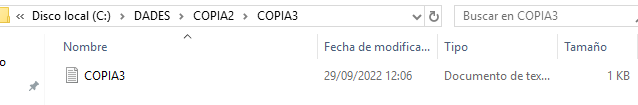 « Disco local (C:) > DADES > COPIA2 > COPIA3
Buscar en COPIA3
Nombre
Fecha de modifica...
Tipo
Tamaño
COPIA3
29/09/2022 12:06
Documento de tex...
1 KB